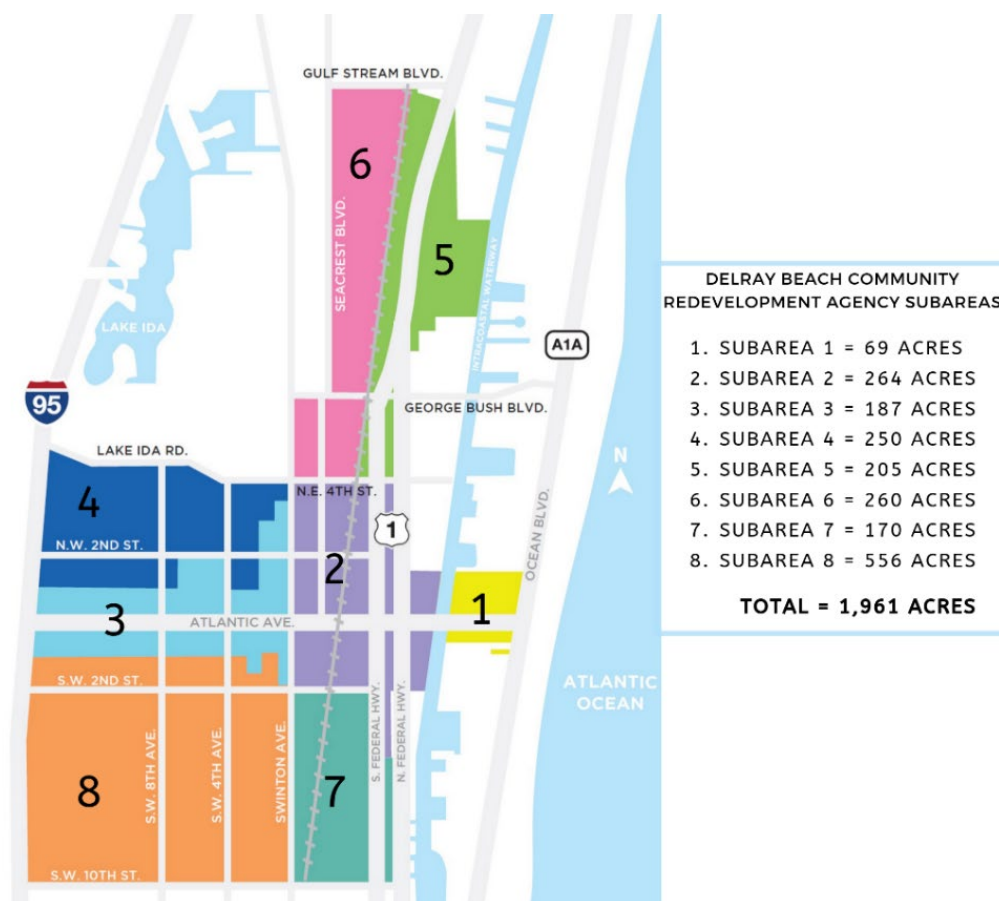 GULF STREAM BLVD.
6
SEACREST BLVD.
5
INTRACOASTAL WATERWAY
LAKE IDA
A1A
95
GEORGE BUSH BLVD.
LAKE IDA RD.
N
4
N.E. 4TH ST.
1
OCEAN BLVD.
N.W. 2ND ST.
2
3
1
ATLANTIC AVE.
S.W. 2ND ST.
ATLANTIC
OCEAN
S.W. 8TH AVE.
S.W. 4TH AVE.
SWINTON AVE.
S. FEDERAL HWY.
N. FEDERAL HWY.
8
7
S.W. 10TH ST.
DELRAY BEACH COMMUNITY
REDEVELOPMENT AGENCY SUBAREAS
1. SUBAREA 1 = 69 ACRES
2. SUBAREA 2 = 264 ACRES
3. SUBAREA 3 = 187 ACRES
4. SUBAREA 4 = 250 ACRES
5. SUBAREA 5 = 205 ACRES
6. SUBAREA 6 = 260 ACRES
7. SUBAREA 7 = 170 ACRES
8. SUBAREA 8 = 556 ACRES
TOTAL = 1,961 ACRES